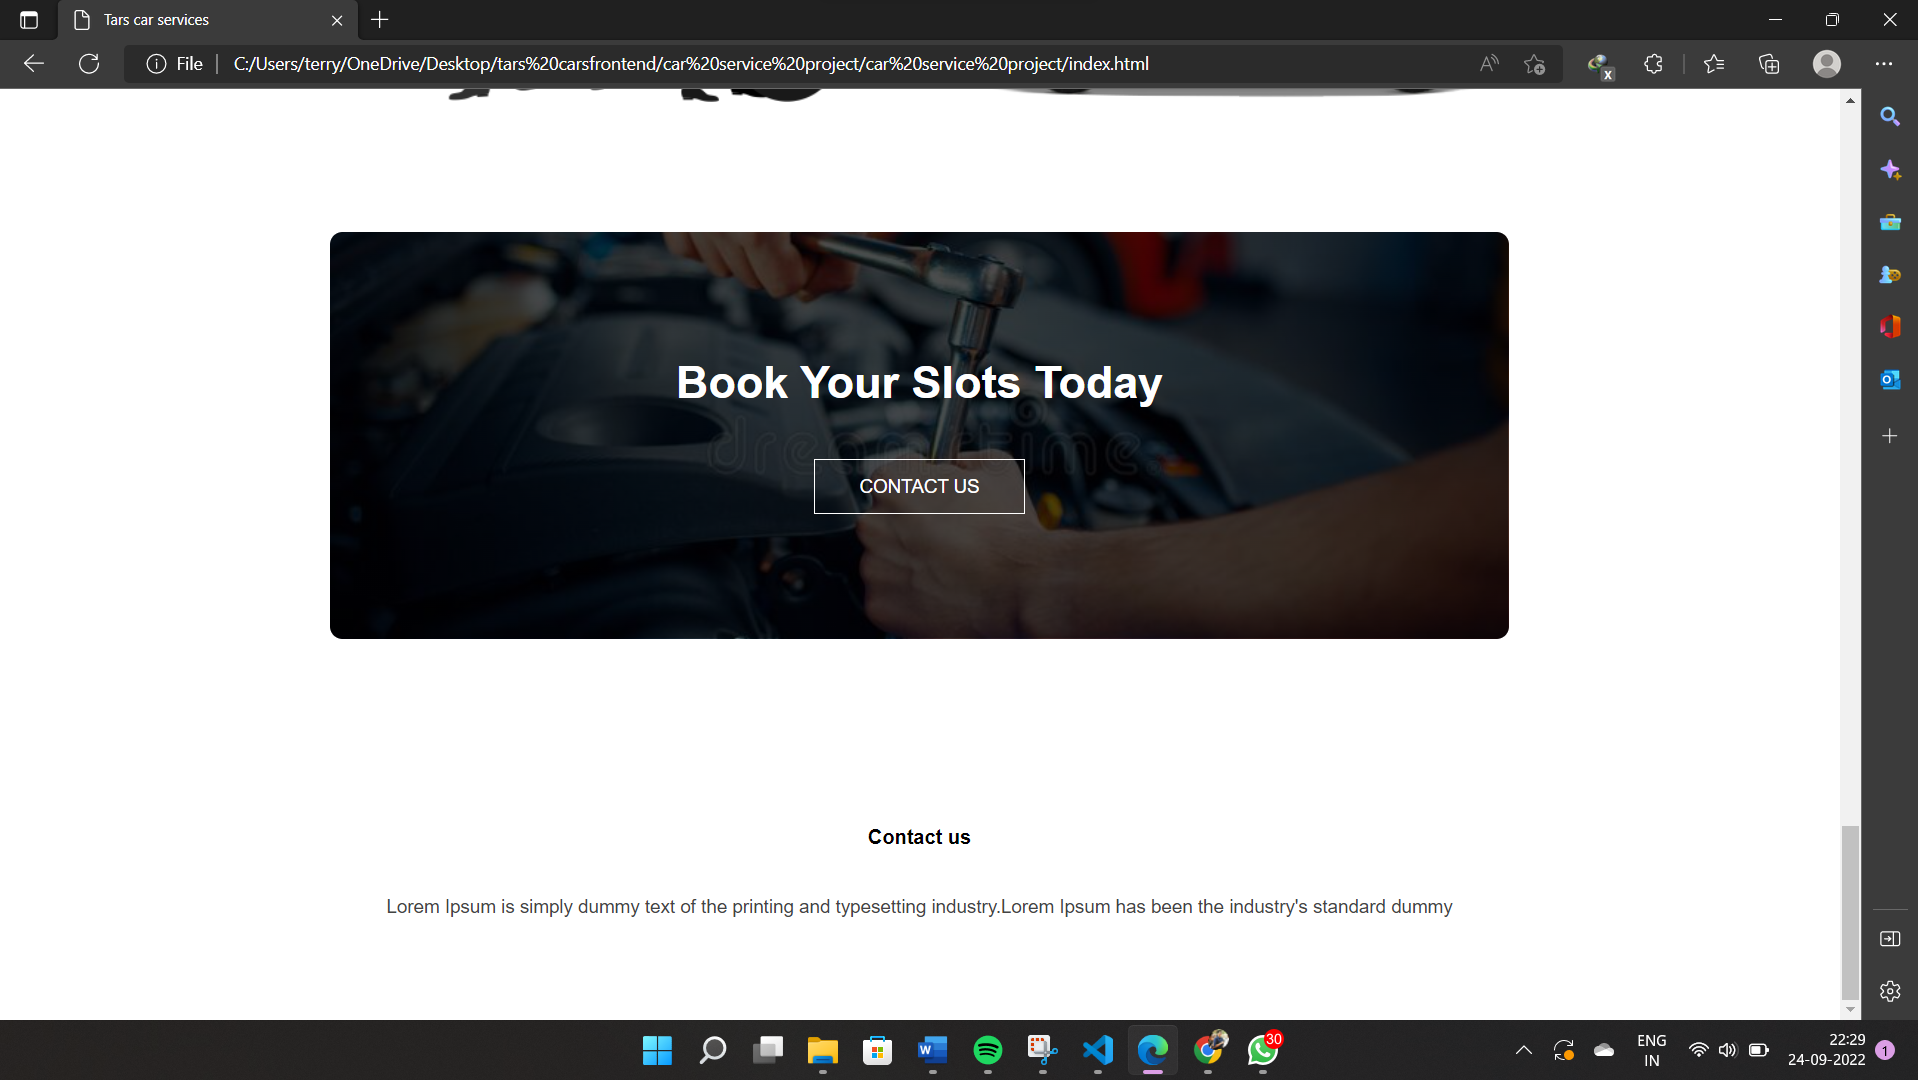 Tars car services
File
C:/Users/terry/OneDrive/Desktop/tars%20carsfrontend/car%20service%20project/car%20service%20project/index.html
Book Your Slots Today
dreamstime
CONTACT US
Contact us
Lorem Ipsum is simply dummy text of the printing and typesetting industry.Lorem Ipsum has been the industry's standard dummy
30
ENG
IN
22:29
24-09-2022
1